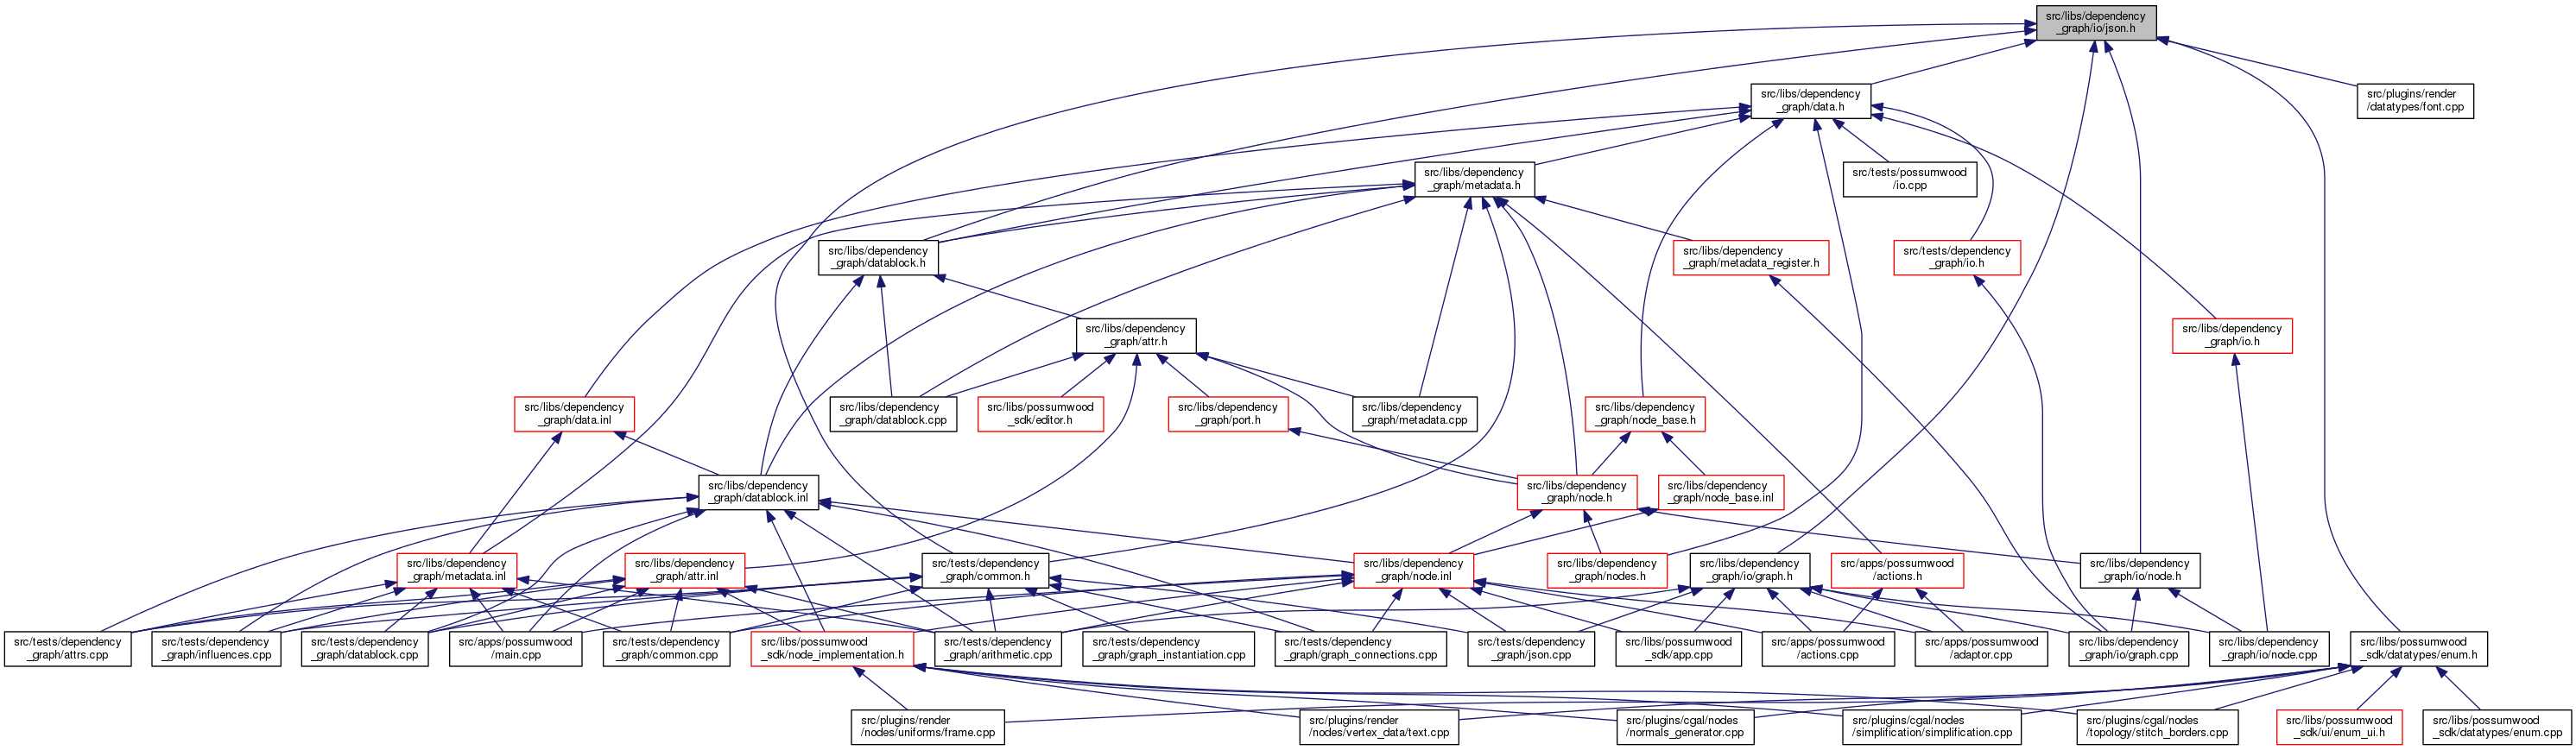 src/libs/dependency
_graph/io/json.h
src/libs/dependency
_graph/data.h
src/plugins/render
/datatypes/font.cpp
src/libs/dependency
_graph/metadata.h
src/tests/possumwood
/io.cpp
src/libs/dependency
_graph/datablock.h
src/libs/dependency
_graph/metadata_register.h
src/tests/dependency
_graph/io.h
src/libs/dependency
_graph/attr.h
src/libs/dependency
_graph/io.h
src/libs/dependency
_graph/data.inl
src/libs/dependency
_graph/datablock.cpp
src/libs/possumwood
_sdk/editor.h
src/libs/dependency
_graph/port.h
src/libs/dependency
_graph/metadata.cpp
src/libs/dependency
_graph/node_base.h
src/libs/dependency
_graph/datablock.inl
src/libs/dependency
_graph/node.h
src/libs/dependency
_graph/node_base.inl
src/libs/dependency
_graph/metadata.inl
src/libs/dependency
_graph/attr.inl
src/tests/dependency
_graph/common.h
src/libs/dependency
_graph/node.inl
src/libs/dependency
_graph/nodes.h
src/libs/dependency
_graph/io/graph.h
src/apps/possumwood
/actions.h
src/libs/dependency
_graph/io/node.h
src/tests/dependency
_graph/attrs.cpp
src/tests/dependency
_graph/influences.cpp
src/tests/dependency
_graph/datablock.cpp
src/apps/possumwood
/main.cpp
src/tests/dependency
_graph/common.cpp
src/libs/possumwood
_sdk/node_implementation.h
src/tests/dependency
_graph/arithmetic.cpp
src/tests/dependency
_graph/graph_instantiation.cpp
src/tests/dependency
_graph/graph_connections.cpp
src/tests/dependency
_graph/json.cpp
src/libs/possumwood
_sdk/app.cpp
src/apps/possumwood
/actions.cpp
src/apps/possumwood
/adaptor.cpp
src/libs/dependency
_graph/io/graph.cpp
src/libs/dependency
_graph/io/node.cpp
src/libs/possumwood
_sdk/datatypes/enum.h
src/plugins/render
/nodes/uniforms/frame.cpp
src/plugins/render
/nodes/vertex_data/text.cpp
src/plugins/cgal/nodes
/normals_generator.cpp
src/plugins/cgal/nodes
/simplification/simplification.cpp
src/plugins/cgal/nodes
/topology/stitch_borders.cpp
src/libs/possumwood
_sdk/ui/enum_ui.h
src/libs/possumwood
_sdk/datatypes/enum.cpp